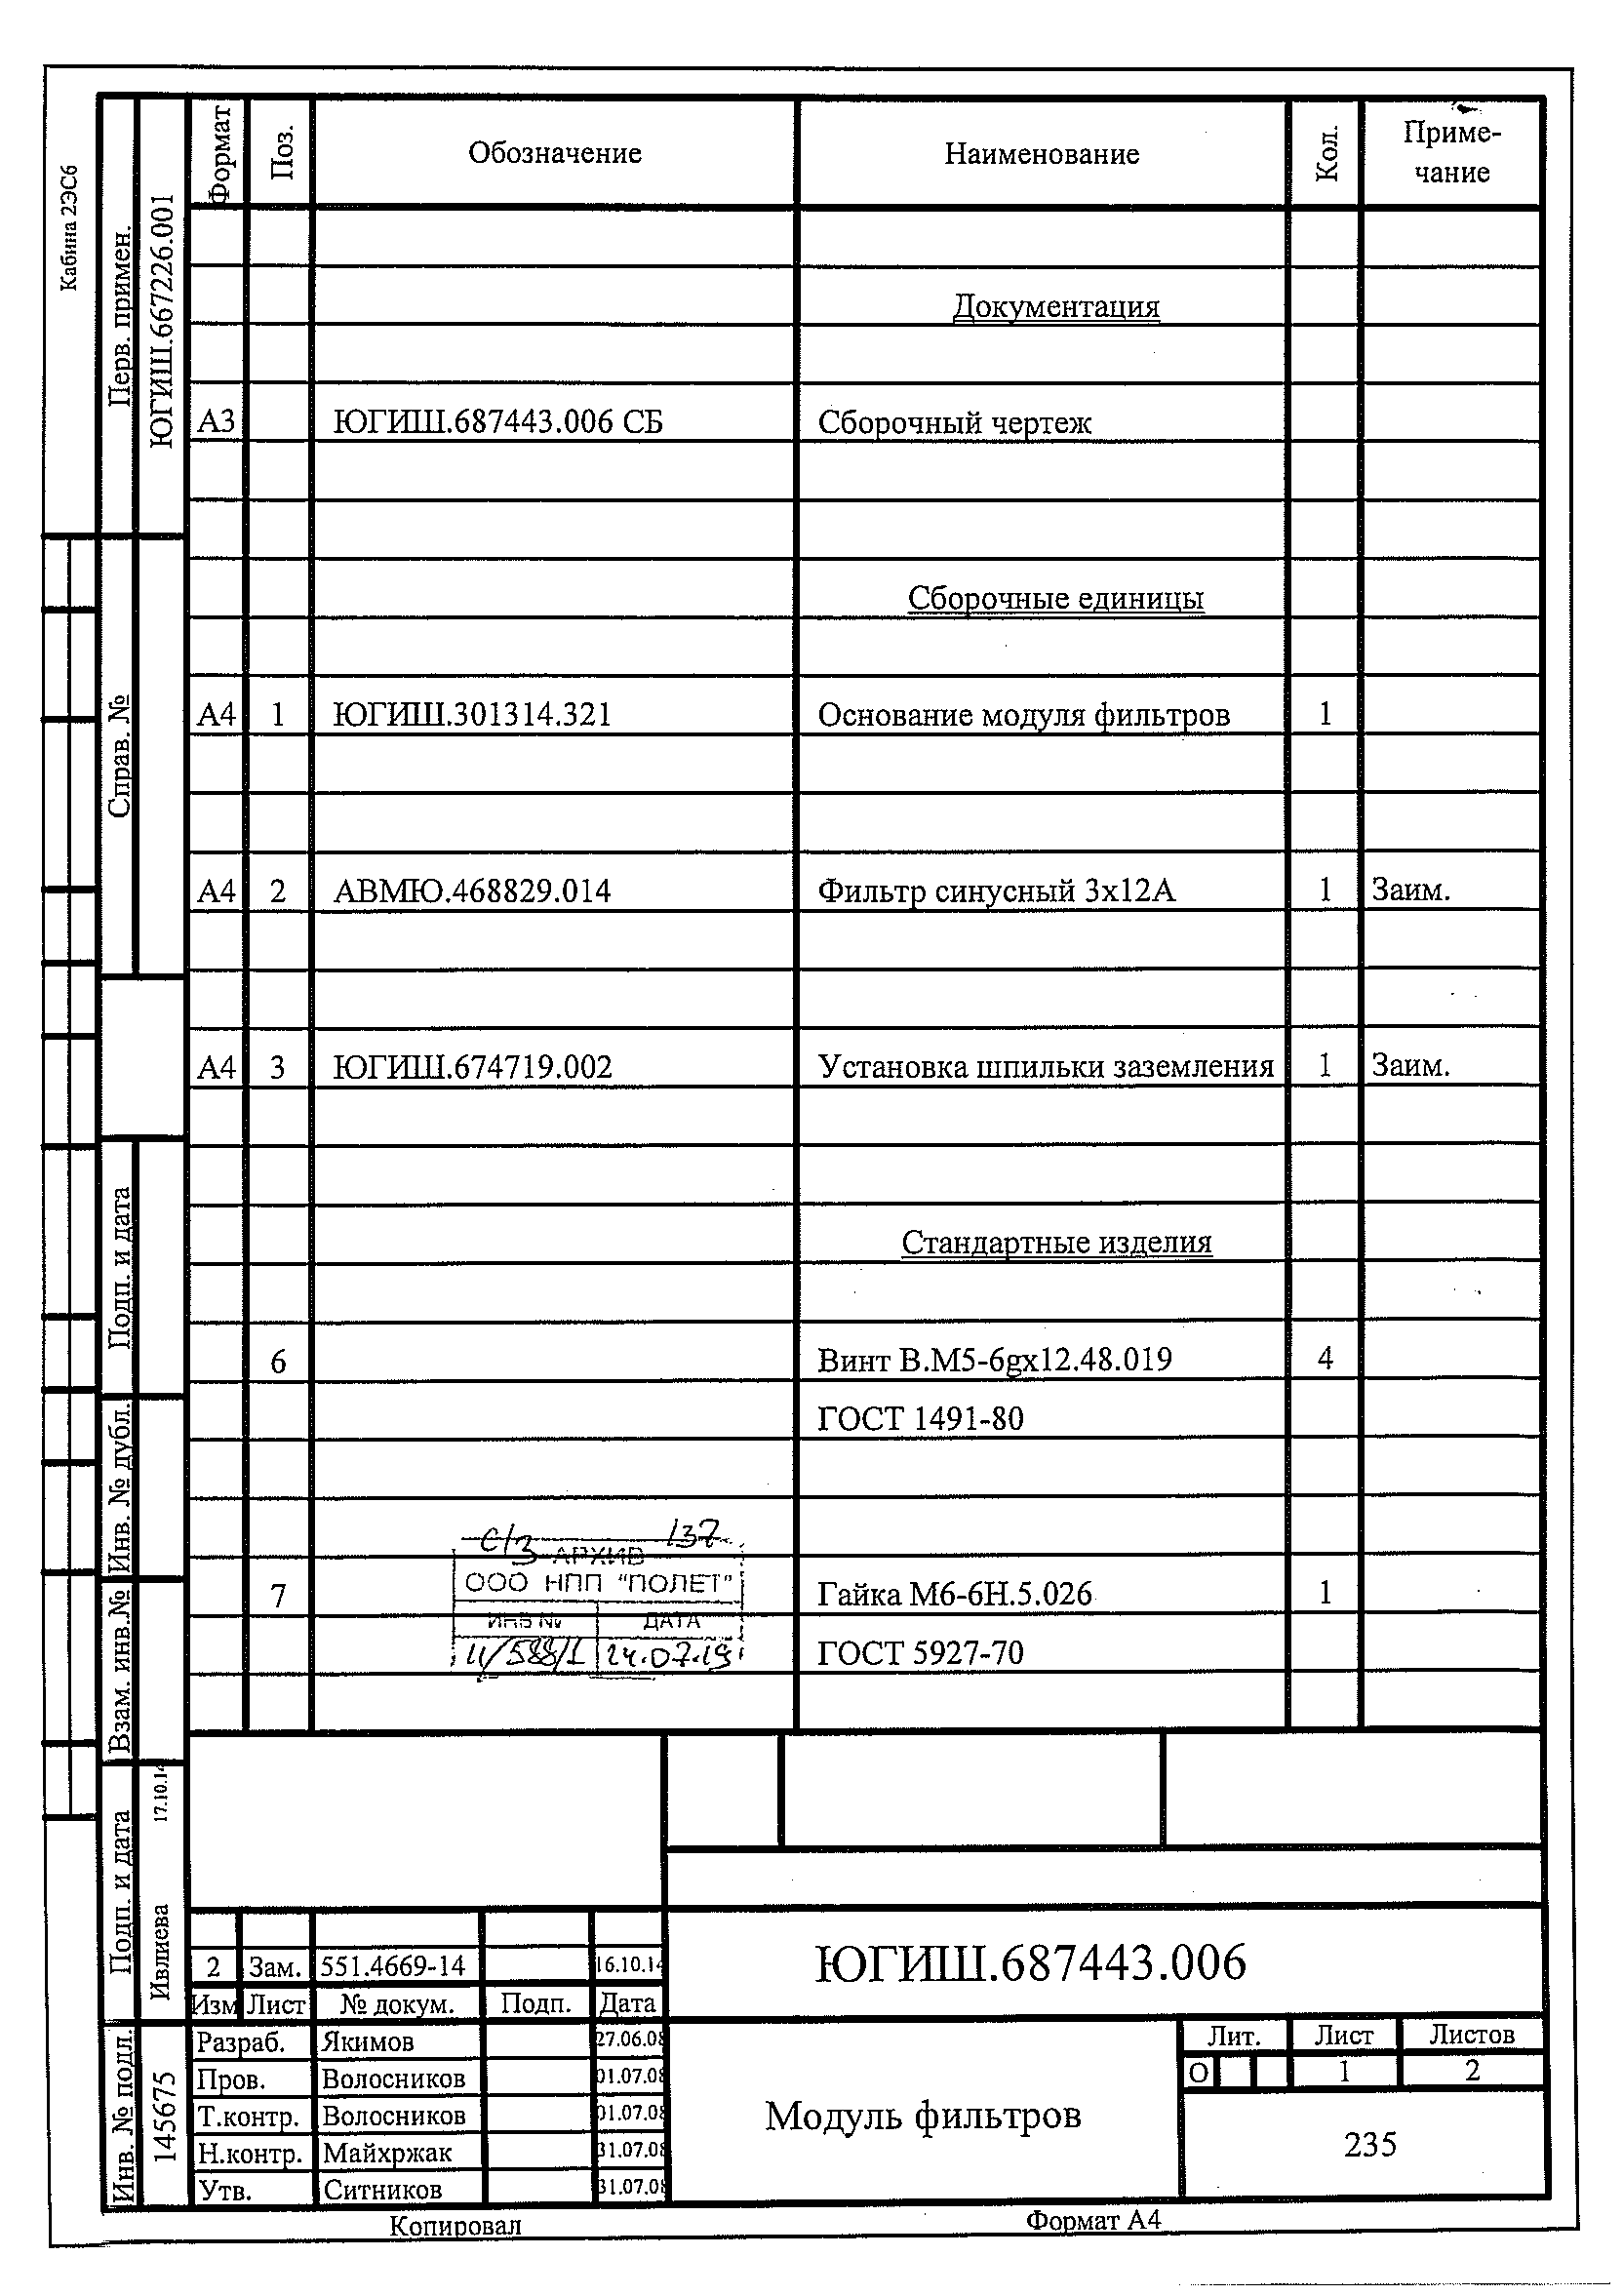 Кабина 2ЭС6
Перв. примен.
ЮГИШ.667226.001
Справ. №
Подп. и дата
Инв. № дубл.
Взам. инв.№
Подп. и дата
Ивлиева 17.10.14
Инв. № подл.
145675
Формат Поз. Обозначение Наименование Кол. Приме-
чание
Документация
А3 ЮГИШ.687443.006 СБ Сборочный чертеж
Сборочные единицы
А4 1 ЮГИШ.301314.321 Основание модуля фильтров 1
А4 2 АВМЮ.468829.014 Фильтр синусный 3х12А 1 Заим.
А4 3 ЮГИШ.674719.002 Установка шпильки заземления 1 Заим.
Стандартные изделия
6 Винт В.М5-6gх12.48.019 4
ГОСТ 1491-80
с/з 137
АРХИВ
ООО НПП "ПОЛЕТ"
ИНВ № ДАТА
24.07.19
7 Гайка М6-6Н.5.026 1
ГОСТ 5927-70
2 Зам. 551.4669-14 16.10.14
Изм Лист № докум. Подп. Дата
ЮГИШ.687443.006
Разраб. Якимов 27.06.08
Пров. Волосников 01.07.08
Т.контр. Волосников 01.07.08
Н.контр. Майхржак 31.07.08
Утв. Ситников 31.07.08
Модуль фильтров
Лит. Лист Листов
О 1 2
235
Копировал Формат А4